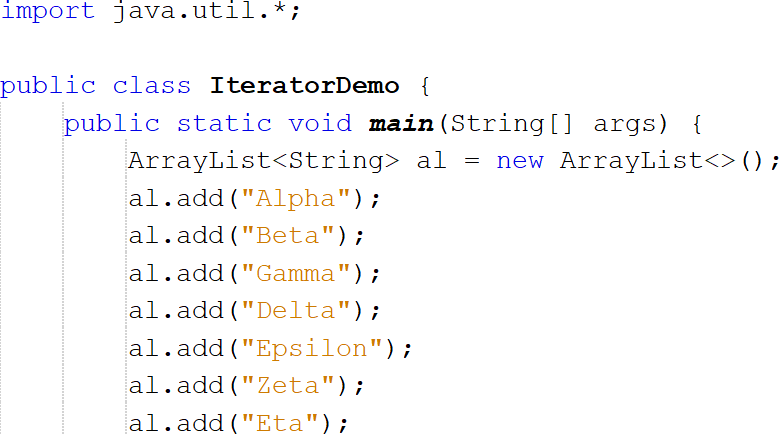 import java.util.*;
public class IteratorDemo {
public static void main(String[] args) {
ArrayList<String> al = new ArrayList<>();
al.add("Alpha");
al.add("Beta");
al.add("Gamma");
al.add("Delta");
al.add("Epsilon");
al.add("Zeta");
al.add("Eta");